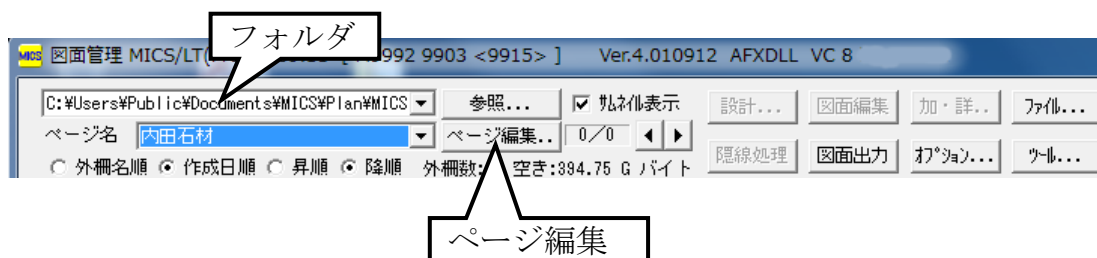 フォルダ
MICS 図面管理 MICS/LT( 992 9903 <9915> ] Ver.4.010912 AFXDLL VC 8
C:¥Users¥Public¥Documents¥MICS¥Plan¥MICS 参照... サムネイル表示 設計... 図面編集 加・詳.. ファイル...
ページ名 内田石材 ページ編集.. 0/0 隠線処理 図面出力 オプション... ツール...
外柵名順 作成日順 昇順 降順 外柵数: 空き:394.75 G バイト
ページ編集